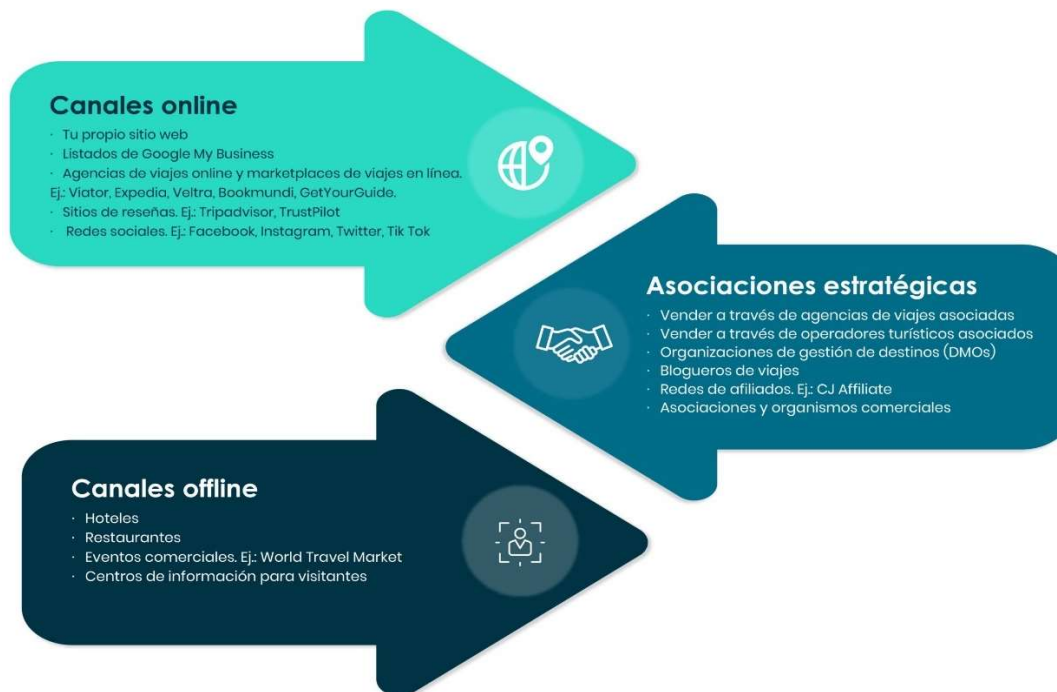 Canales online
· Tu propio sitio web
· Listados de Google My Business
· Agencias de viajes online y marketplaces de viajes en línea.
Ej.: Viator, Expedia, Veltra, Bookmundi, GetYourGuide.
· Sitios de reseñas. Ej.: Tripadvisor, TrustPilot
· Redes sociales. Ej.: Facebook, Instagram, Twitter, Tik Tok
Asociaciones estratégicas
· Vender a través de agencias de viajes asociadas
· Vender a través de operadores turísticos asociados
· Organizaciones de gestión de destinos (DMOs)
· Blogueros de viajes
· Redes de afiliados. Ej.: CJ Affiliate
· Asociaciones y organismos comerciales
Canales offline
· Hoteles
· Restaurantes
· Eventos comerciales. Ej.: World Travel Market
· Centros de información para visitantes